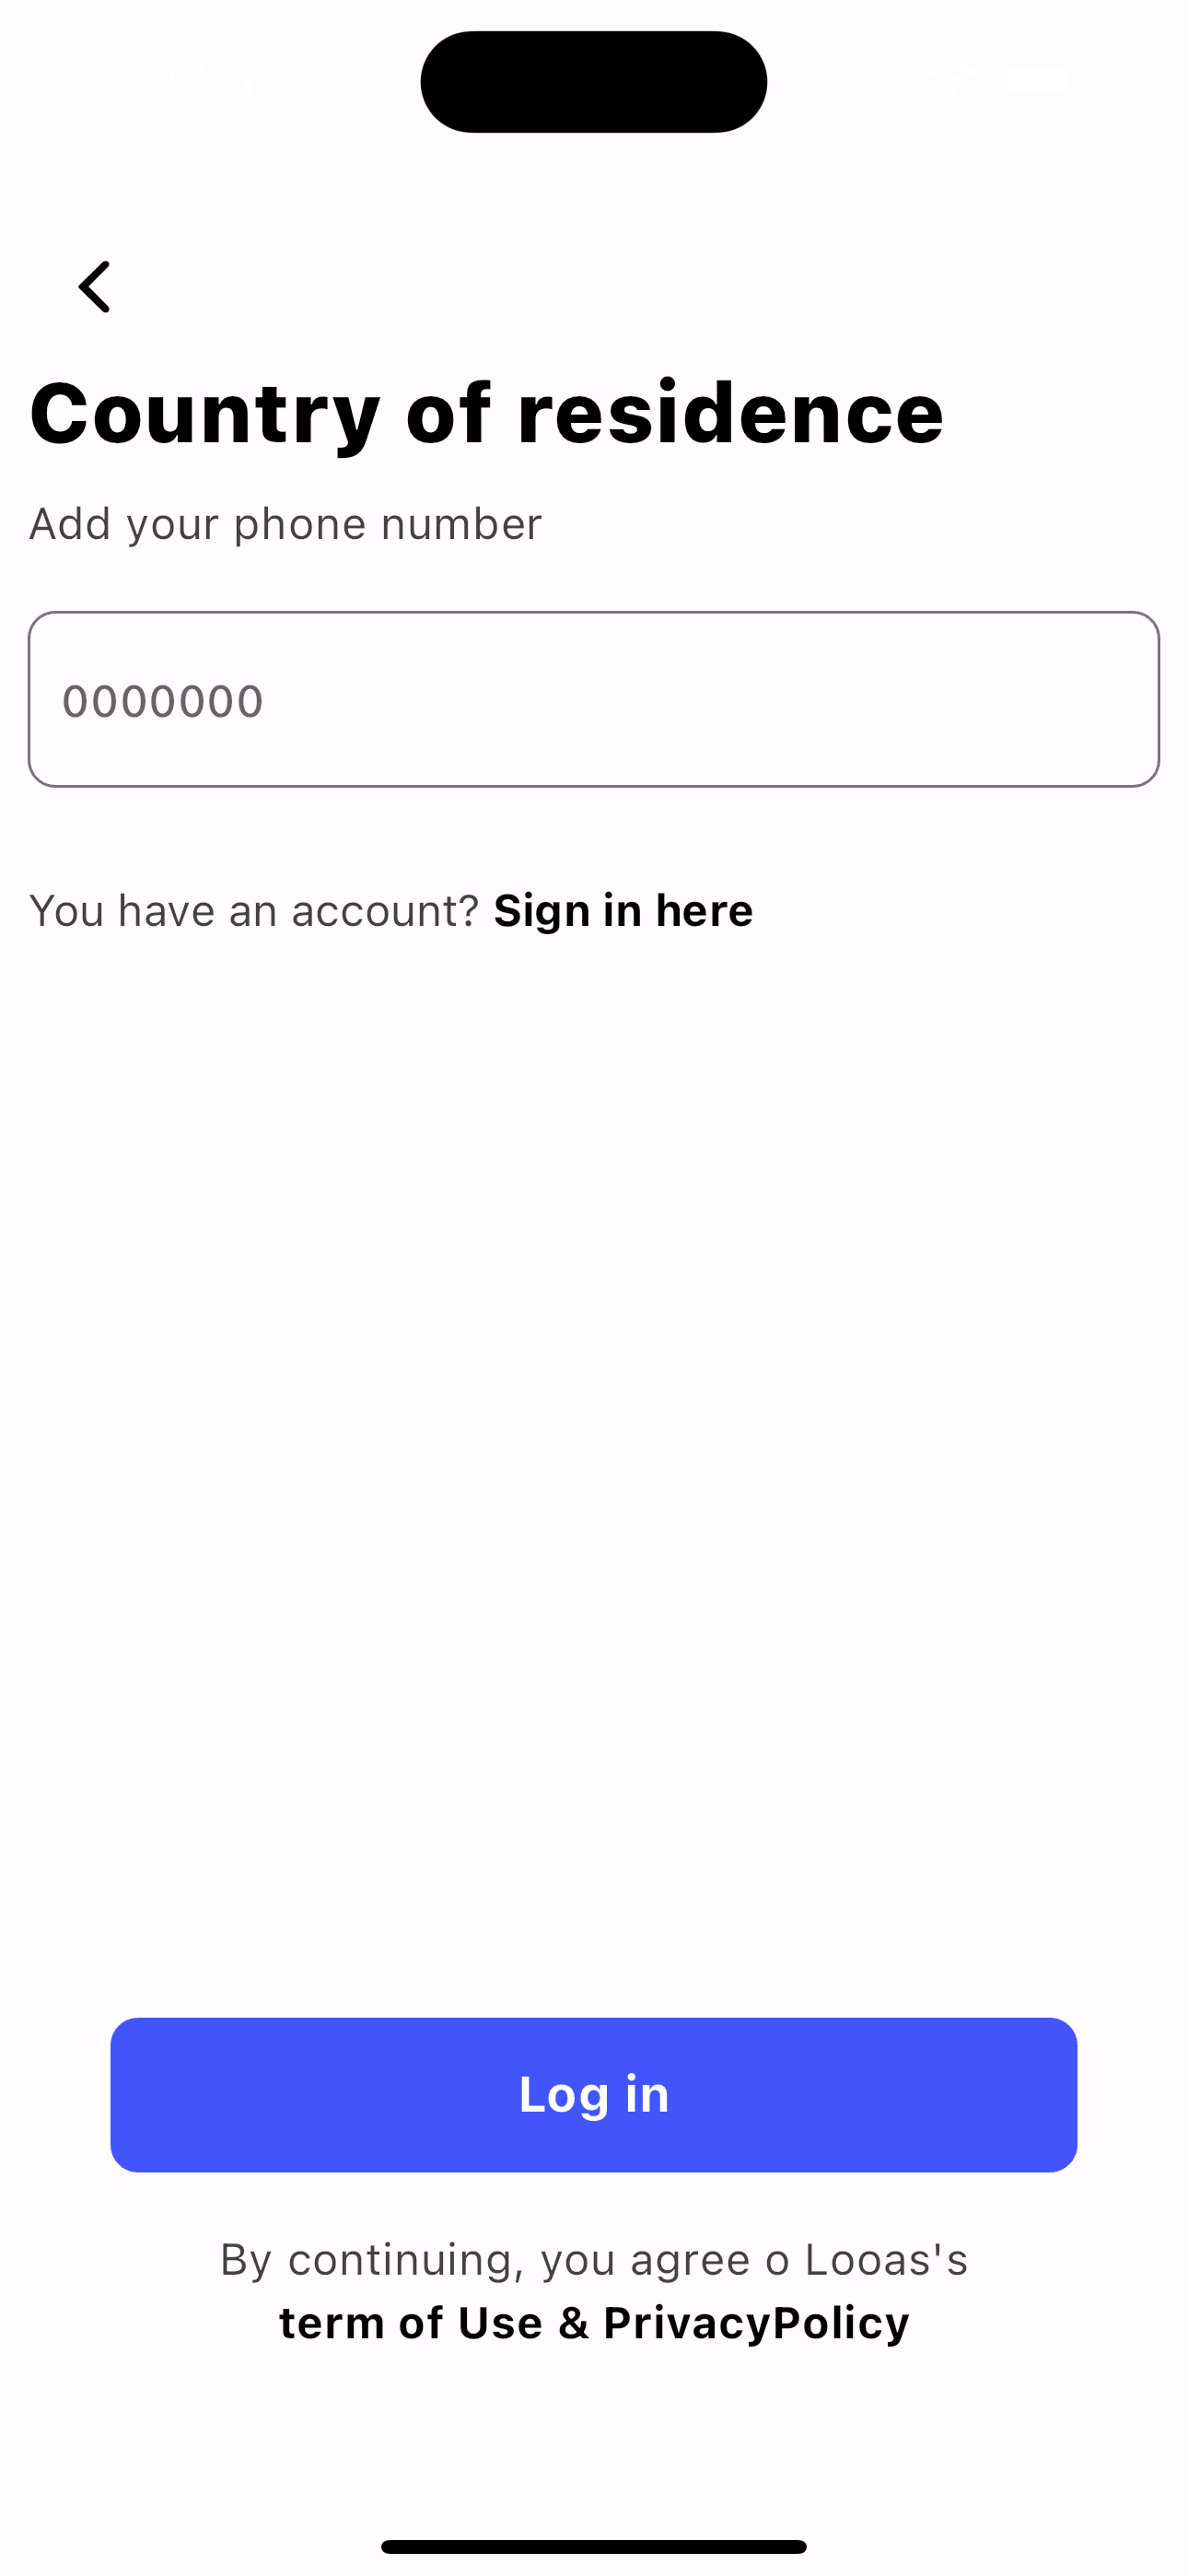 12:46
Country of residence
Add your phone number
0000000
You have an account? Sign in here
Log in
By continuing, you agree o Looas's
term of Use & PrivacyPolicy